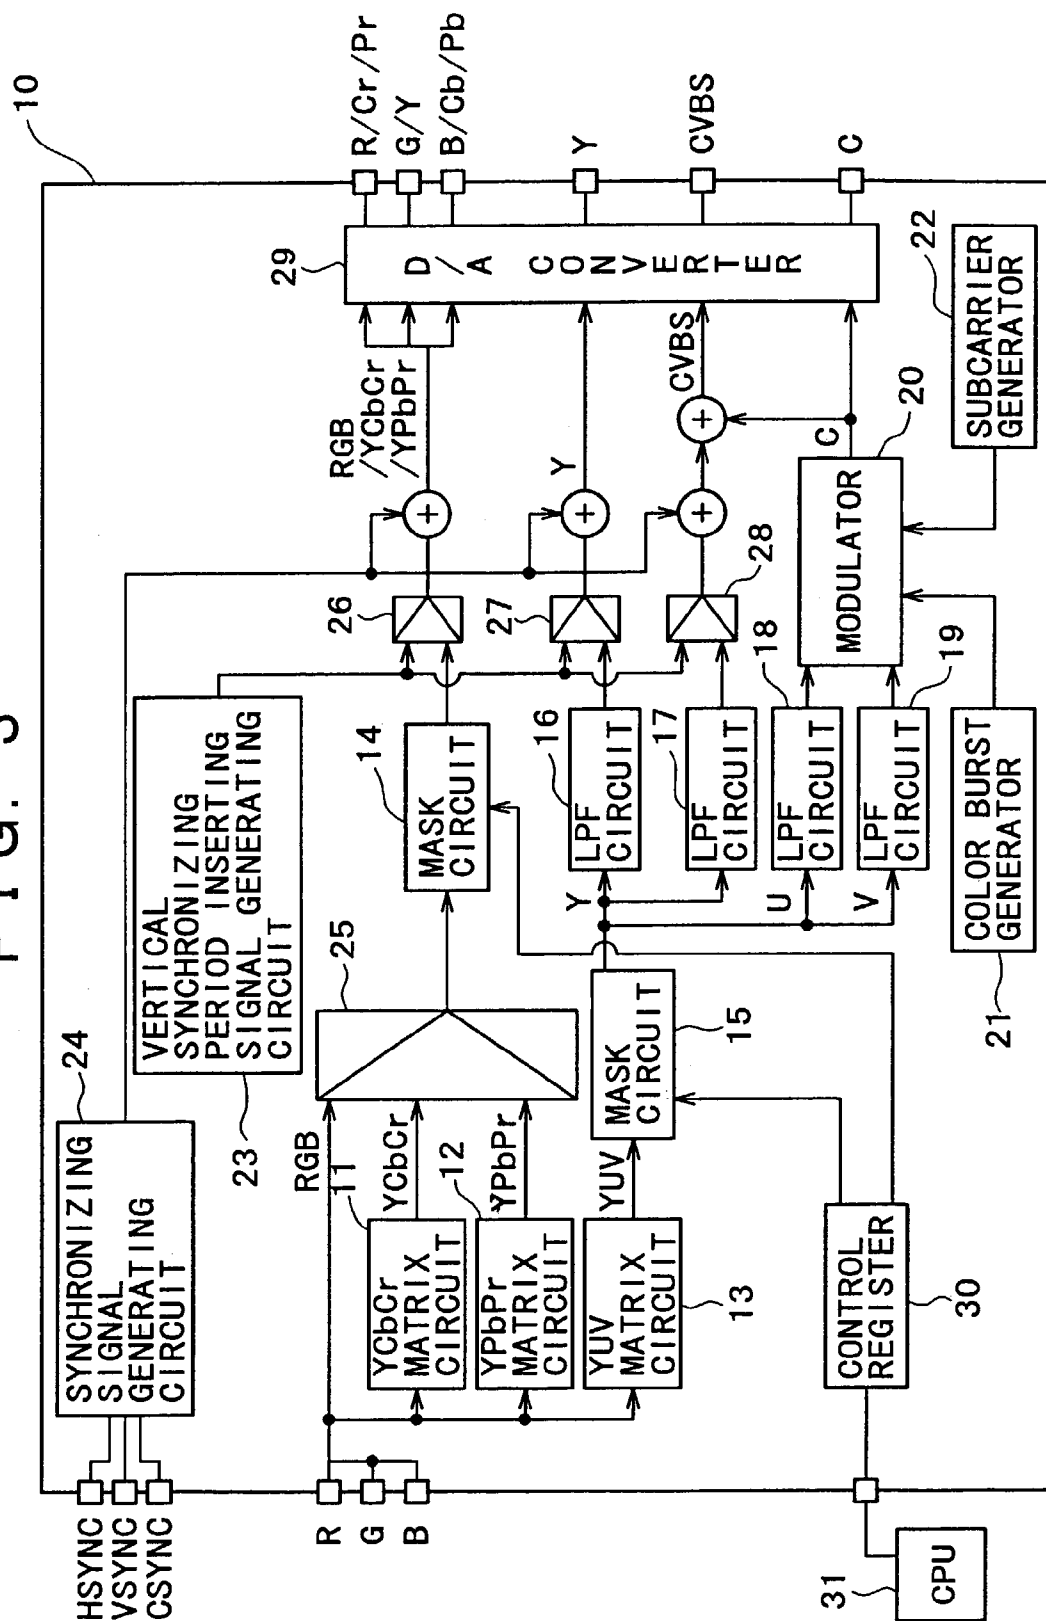 FIG. 3
10
HSYNC
VSYNC
CSYNC
24
SYNCHRONIZING
SIGNAL
GENERATING
CIRCUIT
23
VERTICAL
SYNCHRONIZING
PERIOD INSERTING
SIGNAL GENERATING
CIRCUIT
R
G
B
RGB
11
YCbCr
MATRIX
CIRCUIT
YCbCr
12
YPbPr
MATRIX
CIRCUIT
YPbPr
13
YUV
MATRIX
CIRCUIT
YUV
25
14
MASK
CIRCUIT
15
MASK
CIRCUIT
Y
U
V
16
LPF
CIRCUIT
17
LPF
CIRCUIT
18
LPF
CIRCUIT
19
LPF
CIRCUIT
26
27
28
+
+
+
+
RGB
/YCbCr
/YPbPr
Y
CVBS
C
20
MODULATOR
21
COLOR BURST
GENERATOR
22
SUBCARRIER
GENERATOR
29
D/A CONVERTER
R/Cr/Pr
G/Y
B/Cb/Pb
Y
CVBS
C
30
CONTROL
REGISTER
31
CPU